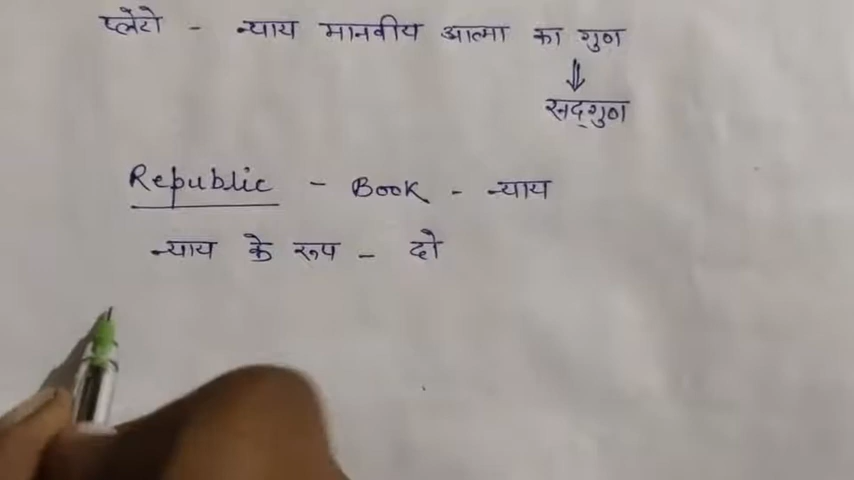 प्लेटो - न्याय मानवीय आत्मा का गुण
⇓
सद्‌गुण
Republic - Book - न्याय
न्याय के रूप - दो